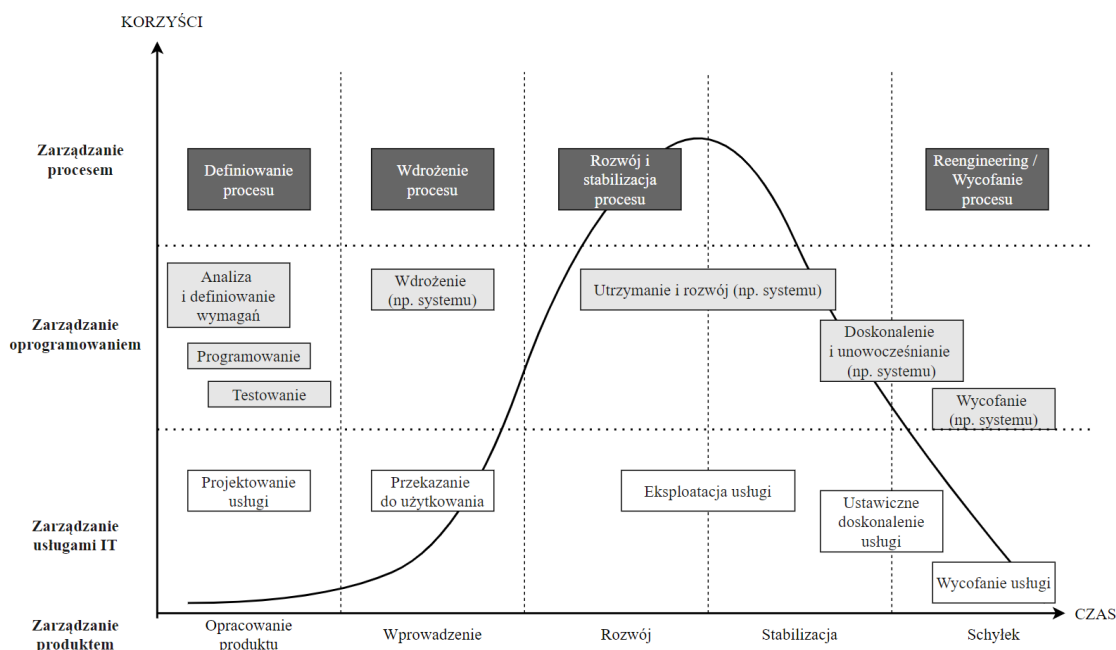 KORZYŚCI
Zarządzanie
procesem
Definiowanie
procesu
Wdrożenie
procesu
Rozwój i
stabilizacja
procesu
Reengineering /
Wycofanie
procesu
Zarządzanie
oprogramowaniem
Analiza
i definiowanie
wymagań
Programowanie
Testowanie
Wdrożenie
(np. systemu)
Utrzymanie i rozwój (np. systemu)
Doskonalenie
i unowocześnianie
(np. systemu)
Wycofanie
(np. systemu)
Zarządzanie
usługami IT
Projektowanie
usługi
Przekazanie
do użytkowania
Eksploatacja usługi
Ustawiczne
doskonalenie
usługi
Wycofanie usługi
CZAS
Zarządzanie
produktem
Opracowanie
produktu
Wprowadzenie
Rozwój
Stabilizacja
Schyłek